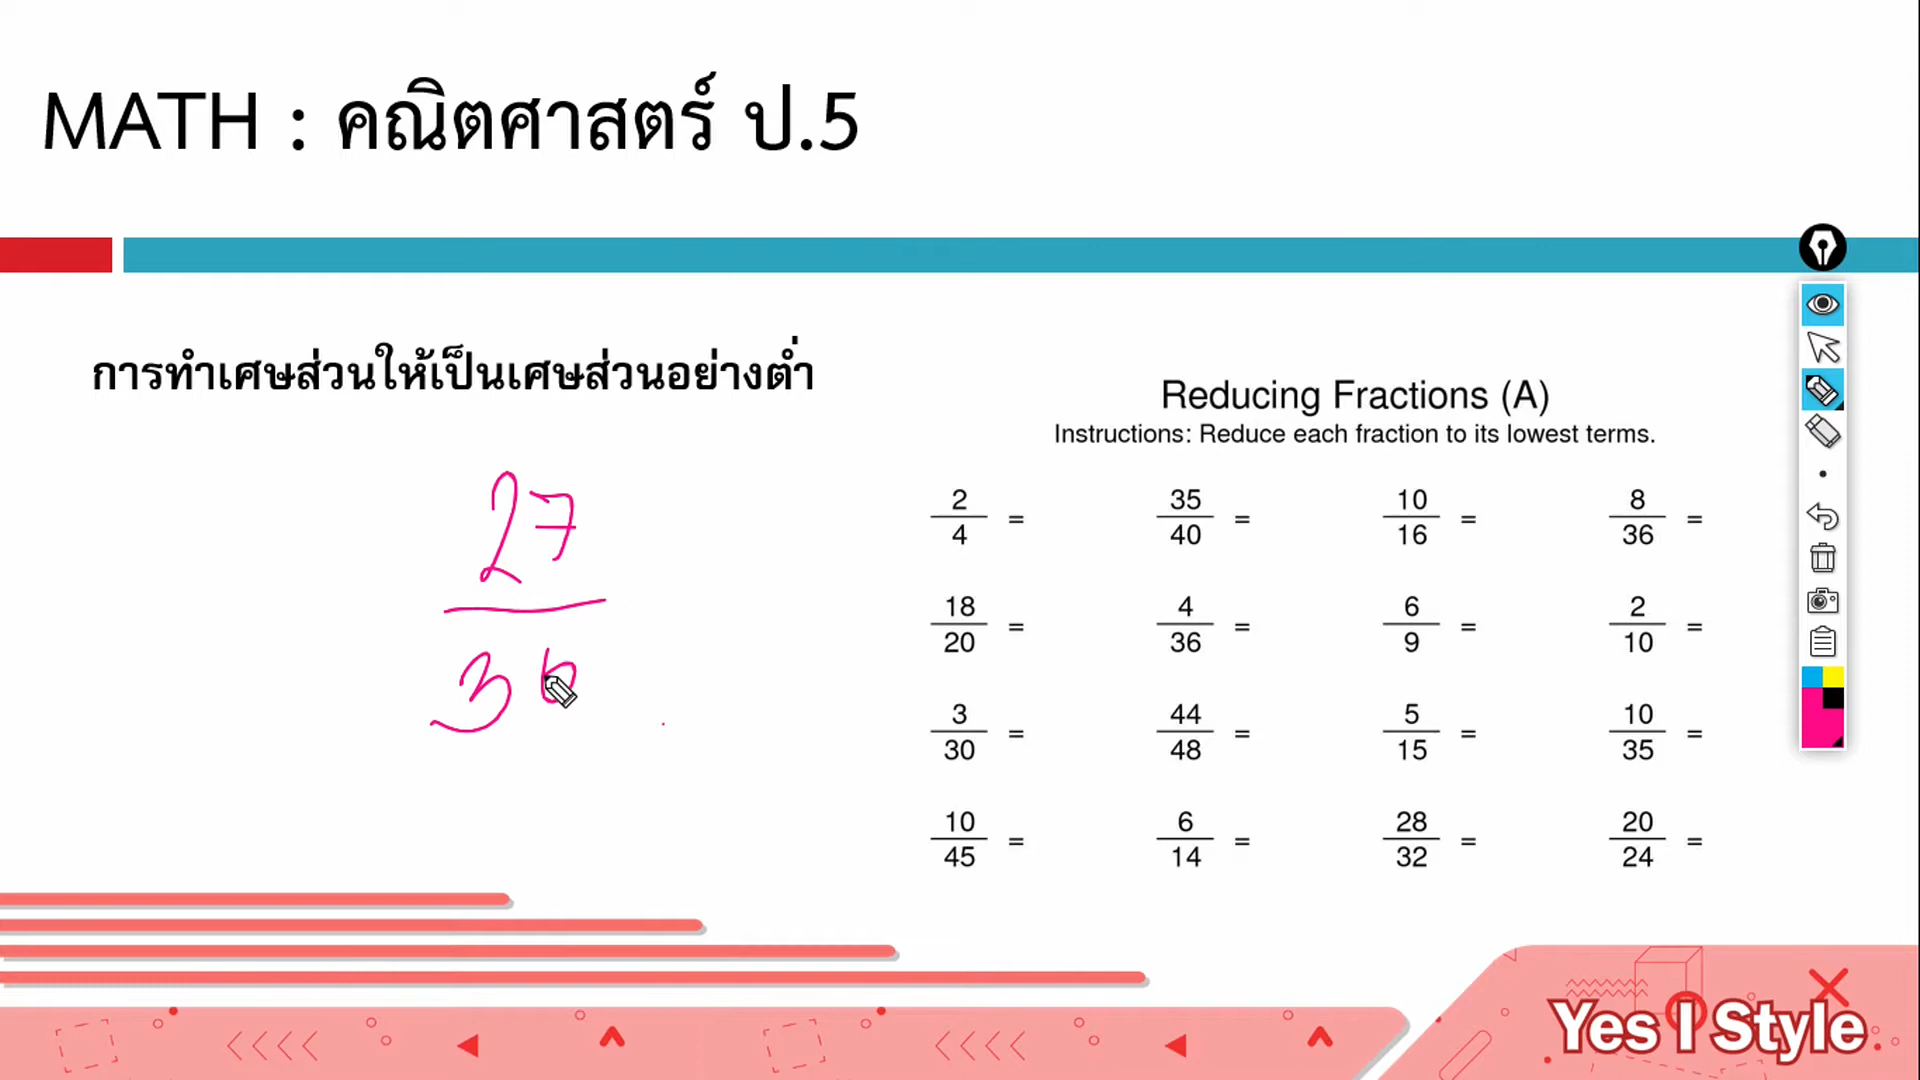 MATH : คณิตศาสตร์ ป.5
การทำเศษส่วนให้เป็นเศษส่วนอย่างต่ำ
27
36
Reducing Fractions (A)
Instructions: Reduce each fraction to its lowest terms.
2/4 = 35/40 = 10/16 = 8/36 =
18/20 = 4/36 = 6/9 = 2/10 =
3/30 = 44/48 = 5/15 = 10/35 =
10/45 = 6/14 = 28/32 = 20/24 =
Yes I Style